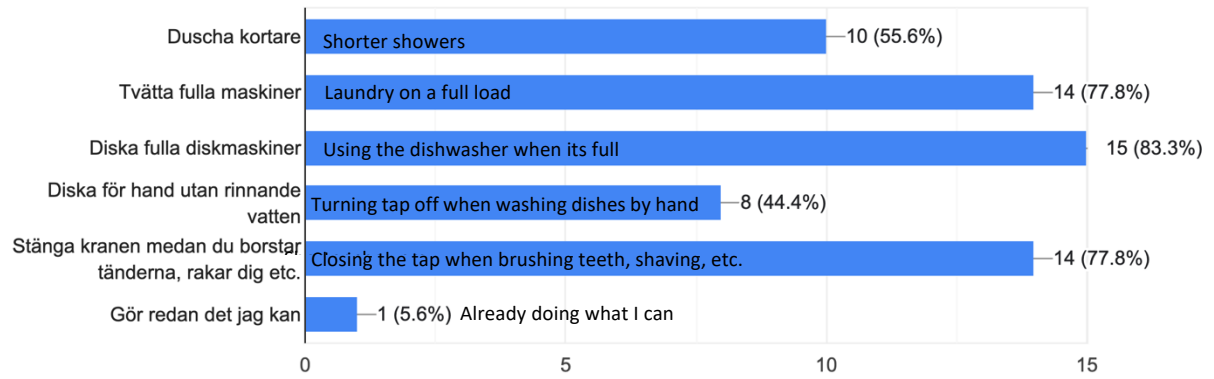 Duscha kortare
Shorter showers
10 (55.6%)
Tvätta fulla maskiner
Laundry on a full load
14 (77.8%)
Diska fulla diskmaskiner
Using the dishwasher when its full
15 (83.3%)
Diska för hand utan rinnande
vatten
Turning tap off when washing dishes by hand
8 (44.4%)
Stänga kranen medan du borstar
tänderna, rakar dig etc.
Closing the tap when brushing teeth, shaving, etc.
14 (77.8%)
Gör redan det jag kan
1 (5.6%)
Already doing what I can
0
5
10
15